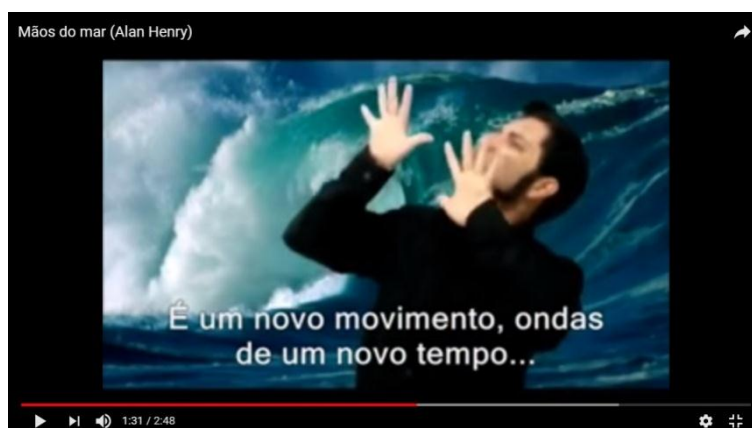 Mãos do mar (Alan Henry)
É um novo movimento, ondas
de um novo tempo...
1:31 / 2:48